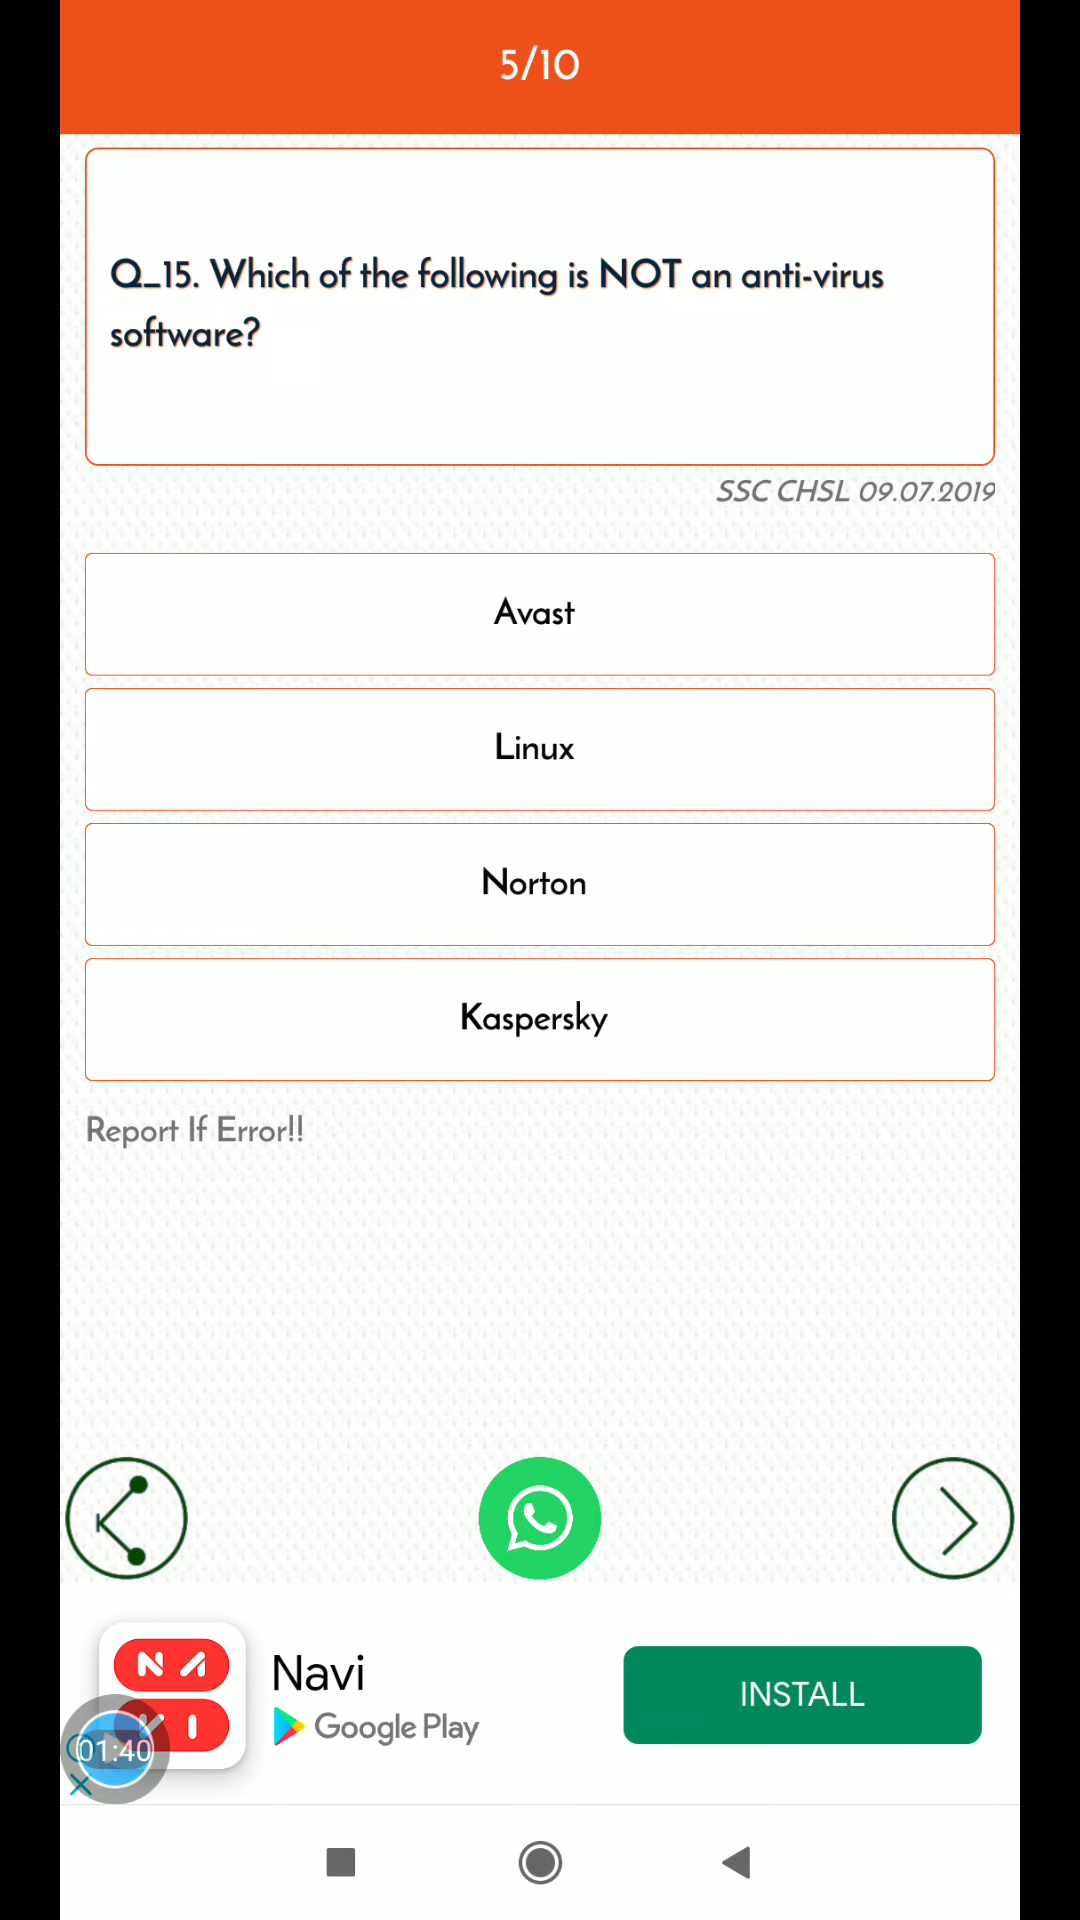 5/10
Q_15. Which of the following is NOT an anti-virus
software?
SSC CHSL 09.07.2019
Avast
Linux
Norton
Kaspersky
Report If Error!!
NAVI
Navi
Google Play
INSTALL
01:40